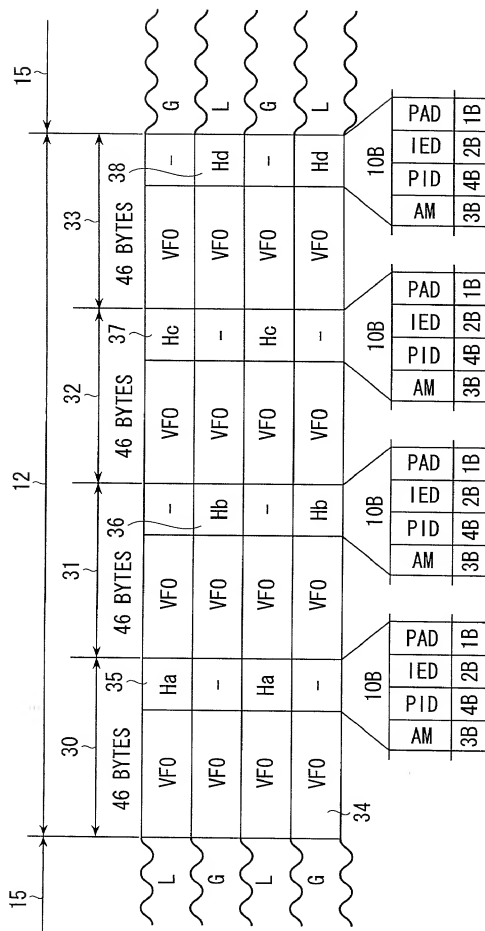 15 12 15
30 31 32 33
46 BYTES 35 46 BYTES 36 46 BYTES 37 46 BYTES 38
L VFO Ha VFO – VFO Hc VFO – G
G VFO – VFO Hb VFO – VFO Hd L
L VFO Ha VFO – VFO Hc VFO – G
G VFO – VFO Hb VFO – VFO Hd L
34
10B 10B 10B 10B
AM PID IED PAD AM PID IED PAD AM PID IED PAD AM PID IED PAD
3B 4B 2B 1B 3B 4B 2B 1B 3B 4B 2B 1B 3B 4B 2B 1B